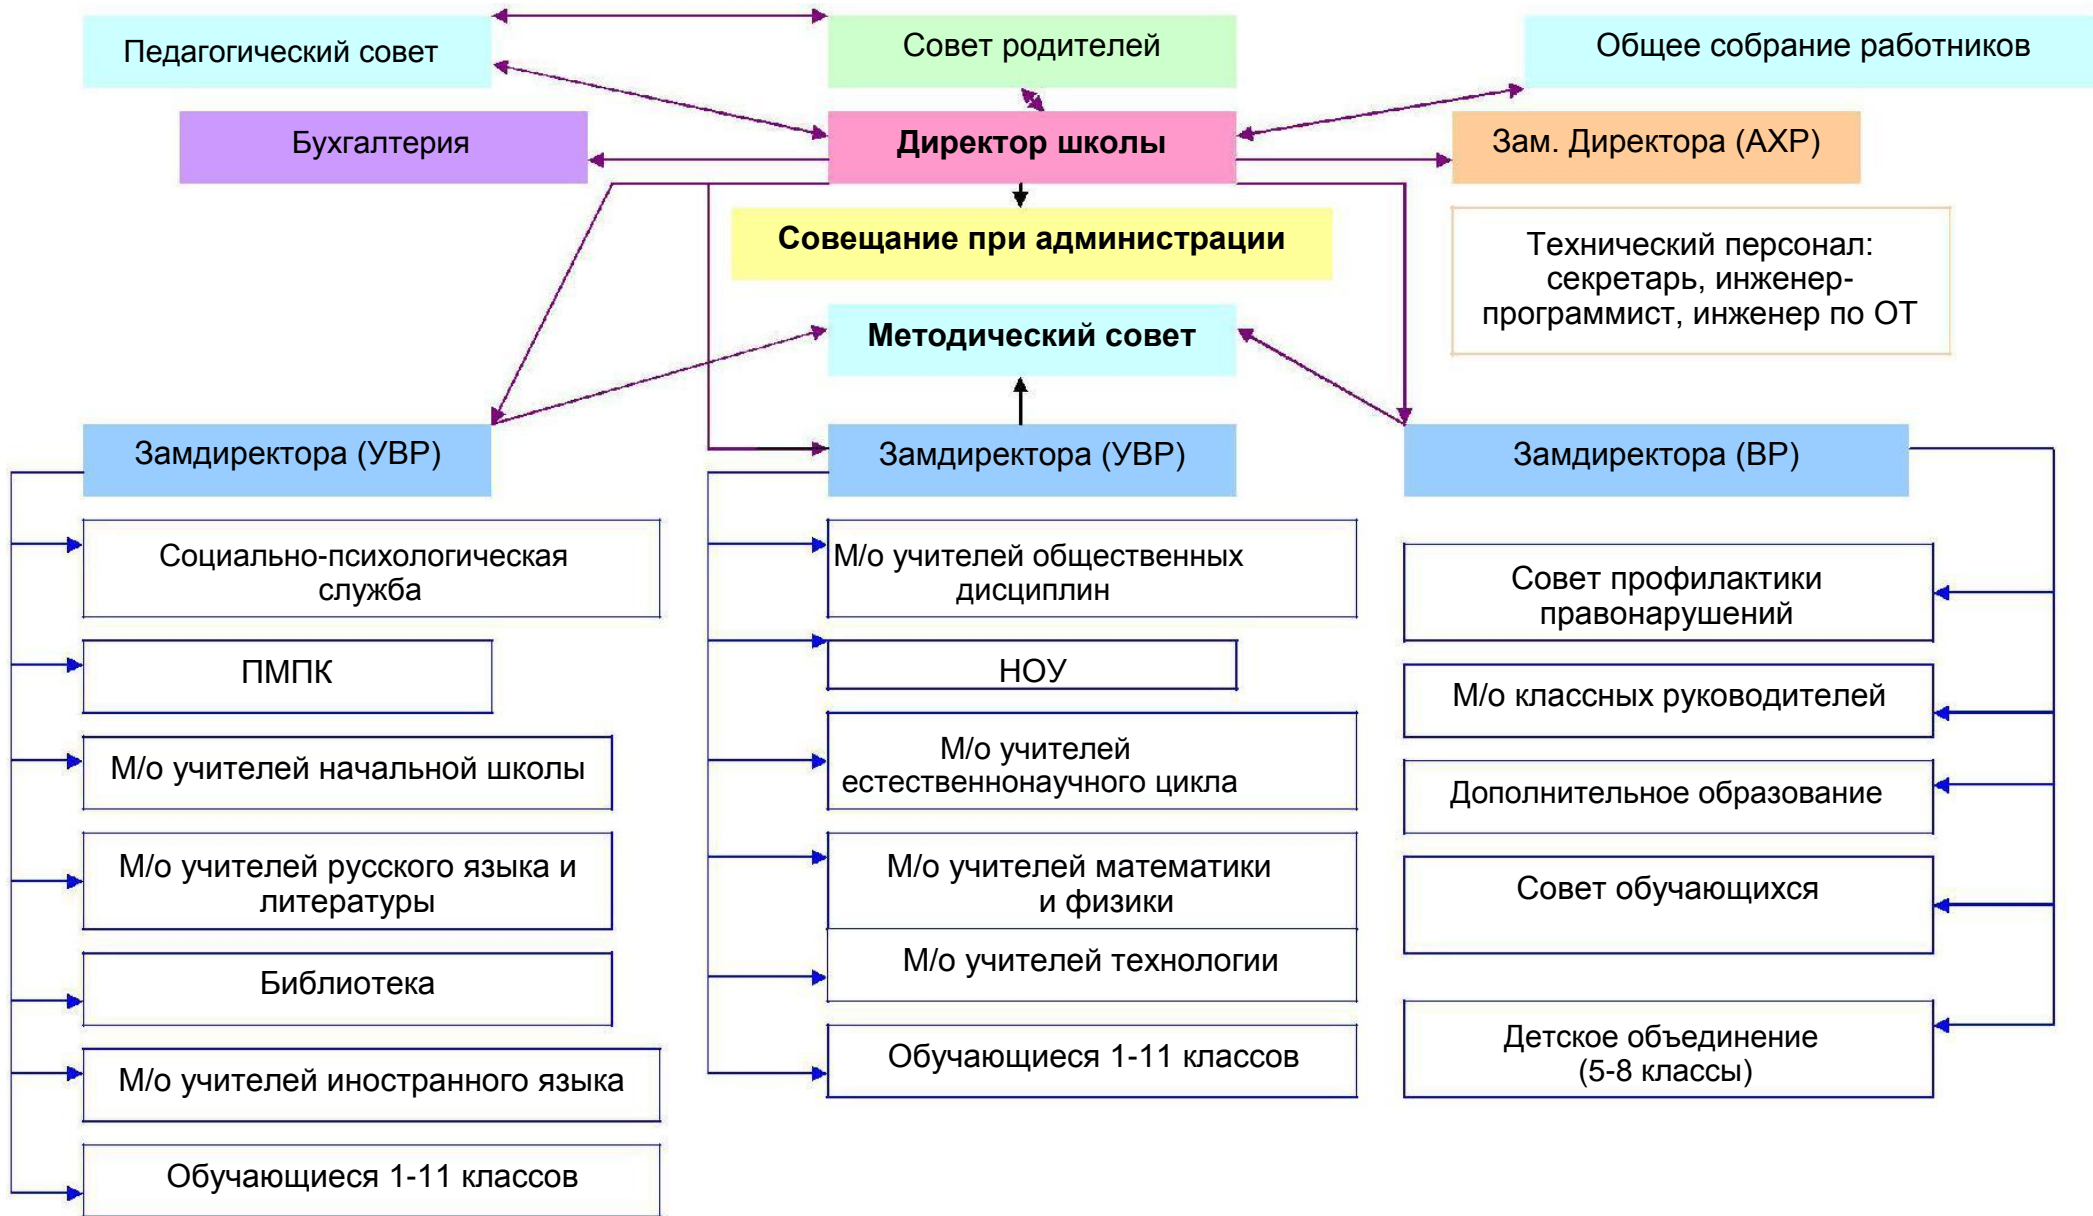 Педагогический совет
Совет родителей
Общее собрание работников
Бухгалтерия
Директор школы
Зам. Директора (АХР)
Совещание при администрации
Технический персонал:
секретарь, инженер-
программист, инженер по ОТ
Методический совет
Замдиректора (УВР)
Замдиректора (УВР)
Замдиректора (ВР)
Социально-психологическая
служба
ПМПК
М/о учителей начальной школы
М/о учителей русского языка и
литературы
Библиотека
М/о учителей иностранного языка
Обучающиеся 1-11 классов
М/о учителей общественных
дисциплин
НОУ
М/о учителей
естественнонаучного цикла
М/о учителей математики
и физики
М/о учителей технологии
Обучающиеся 1-11 классов
Совет профилактики
правонарушений
М/о классных руководителей
Дополнительное образование
Совет обучающихся
Детское объединение
(5-8 классы)